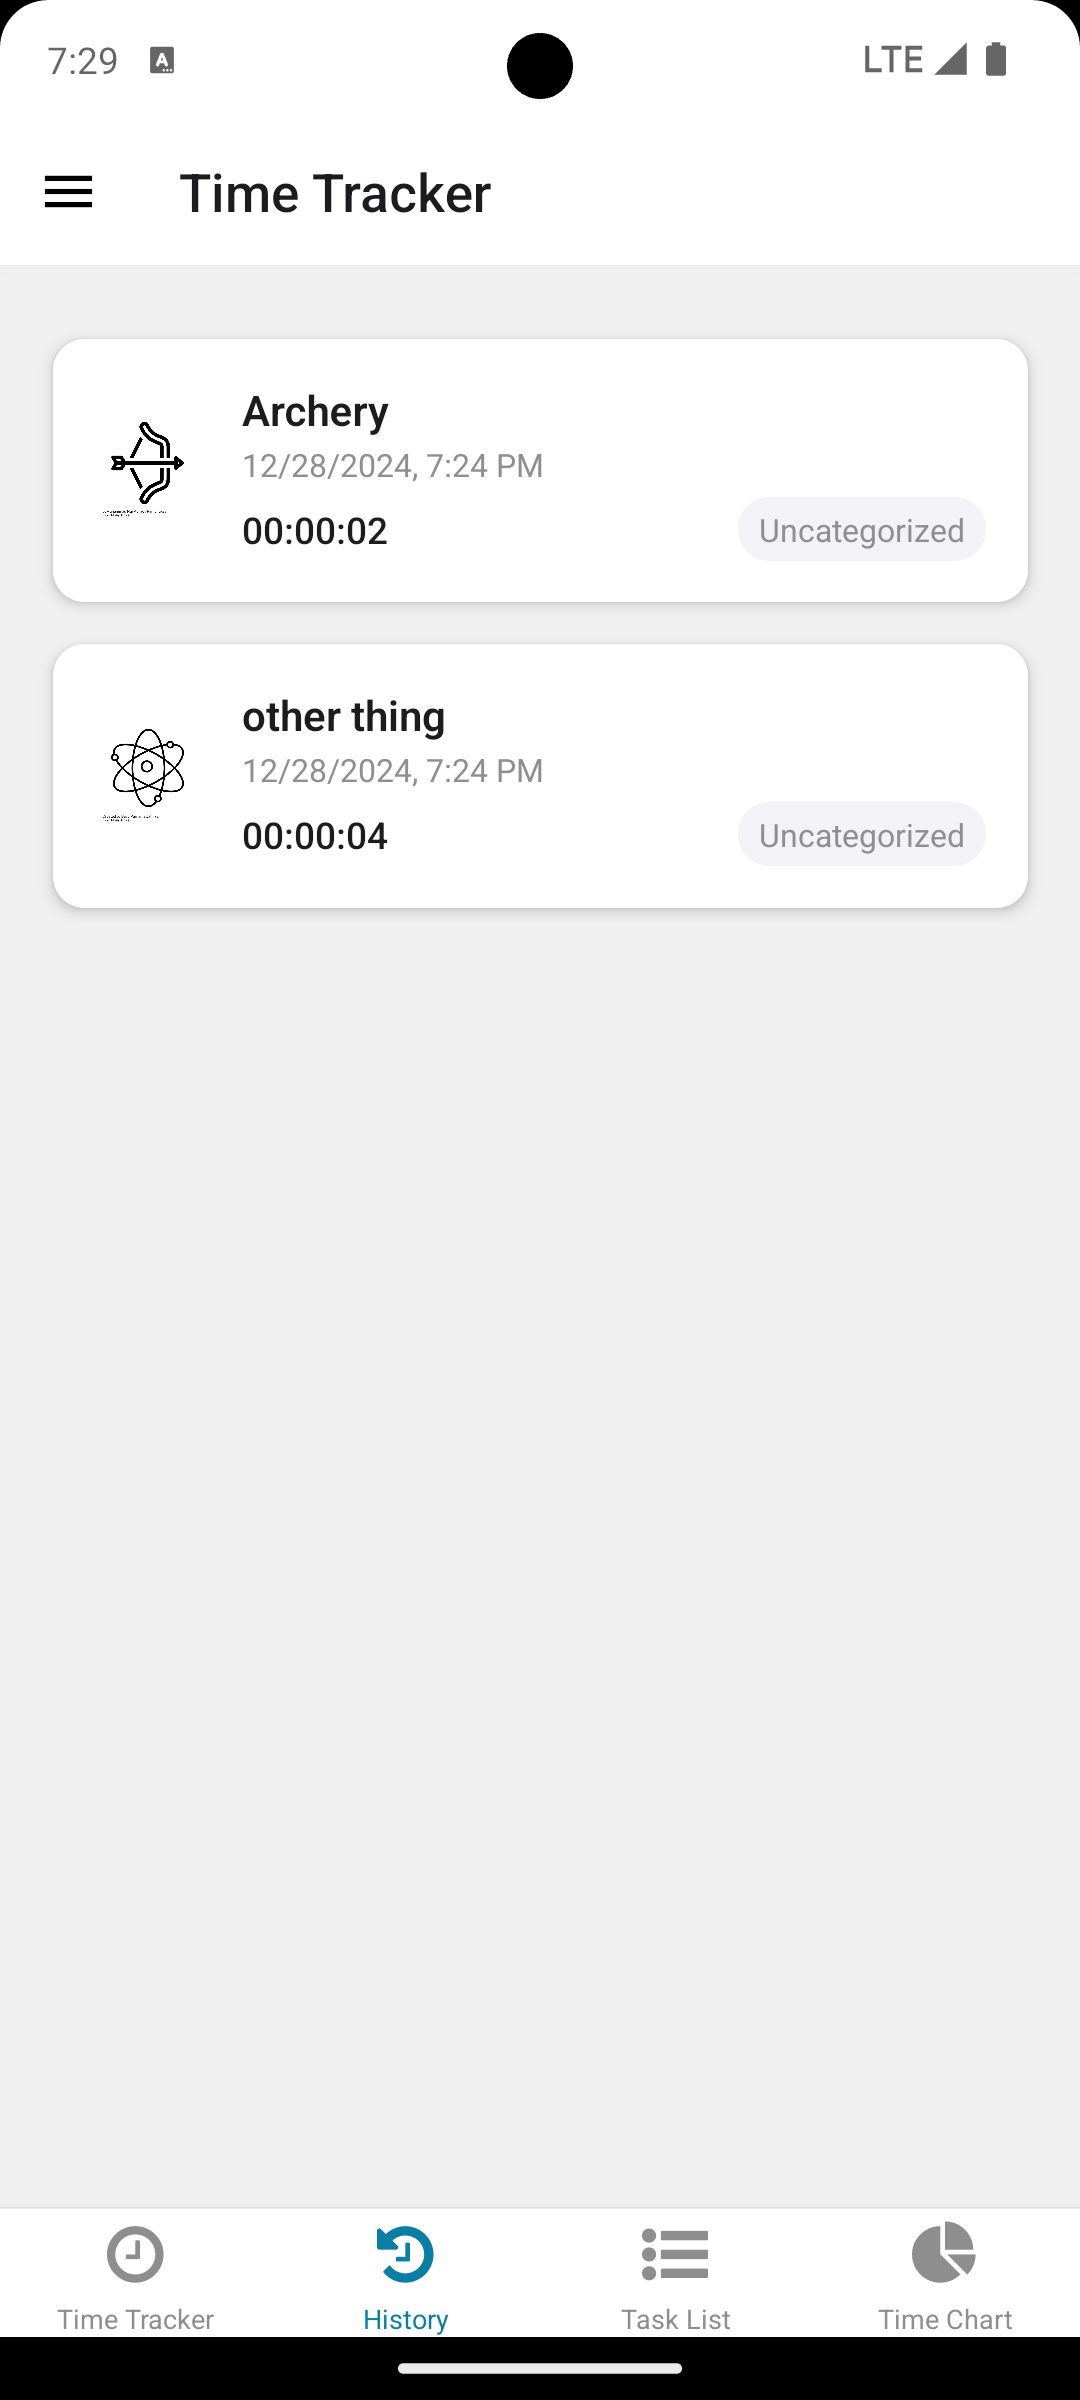 7:29
LTE
Time Tracker
Archery
12/28/2024, 7:24 PM
00:00:02
Uncategorized
other thing
12/28/2024, 7:24 PM
00:00:04
Uncategorized
Time Tracker
History
Task List
Time Chart